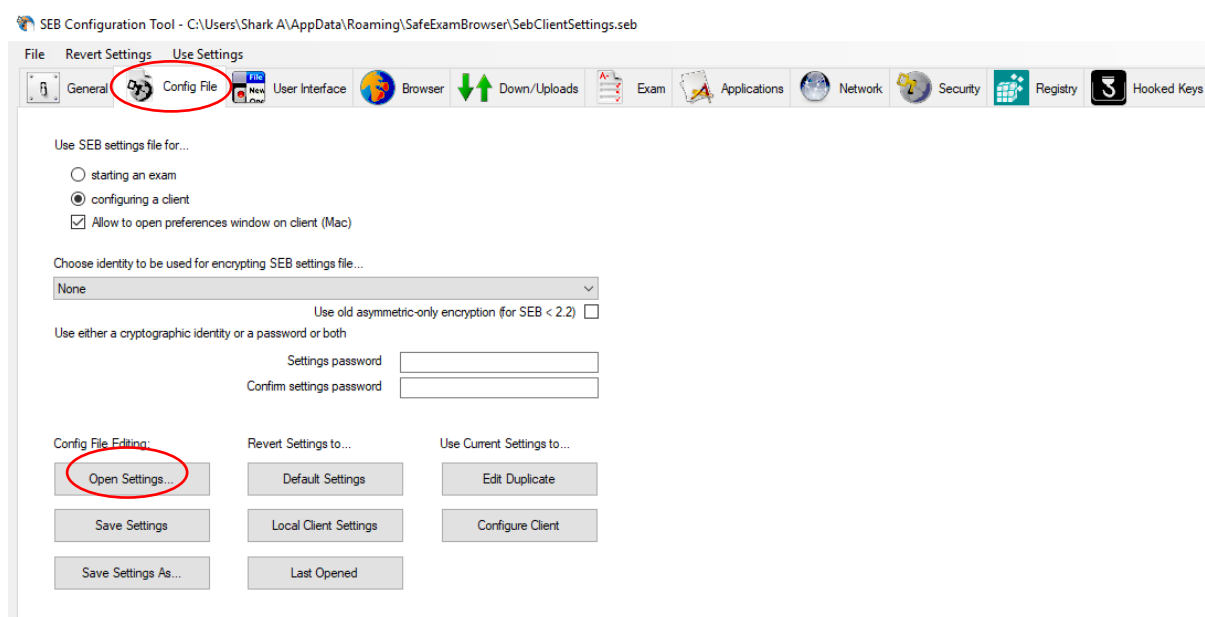 SEB Configuration Tool - C:\Users\Shark A\AppData\Roaming\SafeExamBrowser\SebClientSettings.seb
File Revert Settings Use Settings
General Config File User Interface Browser Down/Uploads Exam Applications Network Security Registry Hooked Keys
Use SEB settings file for...
starting an exam
configuring a client
Allow to open preferences window on client (Mac)
Choose identity to be used for encrypting SEB settings file...
None
Use old asymmetric-only encryption (for SEB < 2.2)
Use either a cryptographic identity or a password or both
Settings password
Confirm settings password
Config File Editing: Revert Settings to... Use Current Settings to...
Open Settings... Default Settings Edit Duplicate
Save Settings Local Client Settings Configure Client
Save Settings As... Last Opened